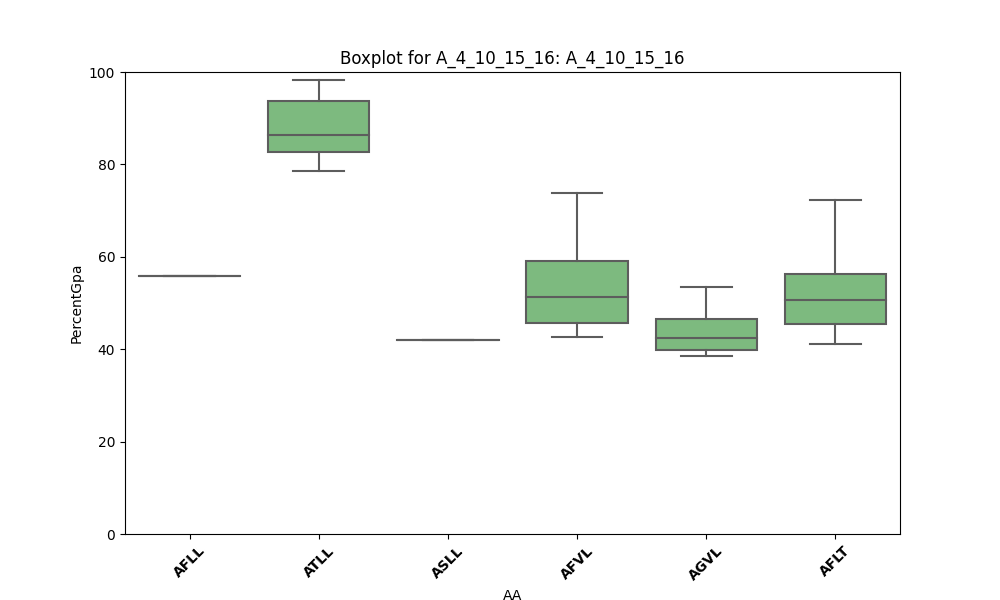 Boxplot for A_4_10_15_16: A_4_10_15_16
100
80
60
40
20
0
PercentGpa
AFLL
ATLL
ASLL
AFVL
AGVL
AFLT
AA